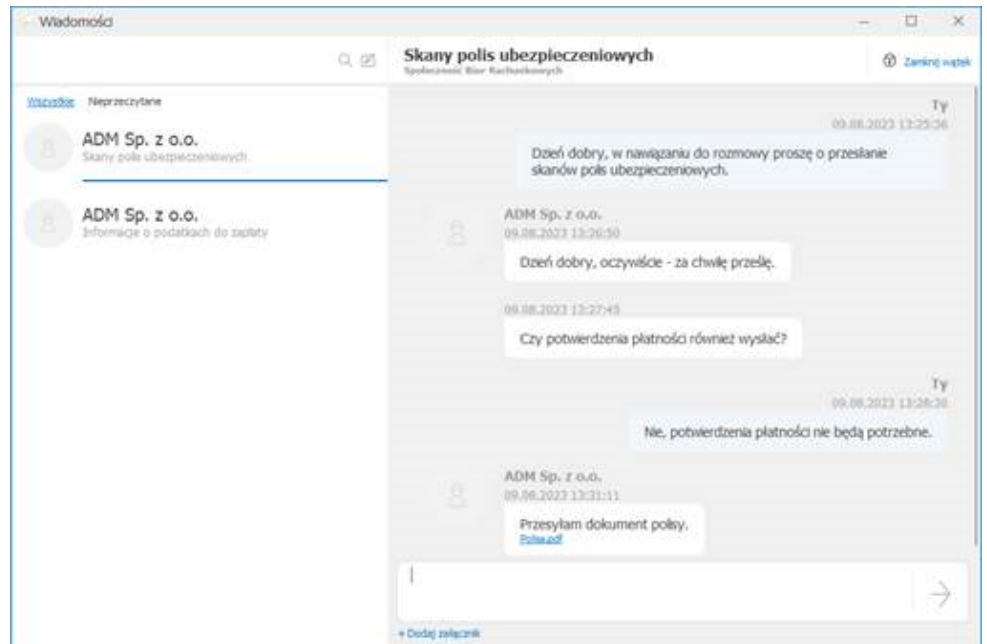 Wiadomości
Skany polis ubezpieczeniowych
Społeczność Biur Rachunkowych
Zamknij wątek
Wszystkie Nieprzeczytane
ADM Sp. z o.o.
Skany polis ubezpieczeniowych
ADM Sp. z o.o.
Informacje o podatkach do zapłaty
Ty
09.08.2023 13:25:36
Dzień dobry, w nawiązaniu do rozmowy proszę o przesłanie
skanów polis ubezpieczeniowych.
ADM Sp. z o.o.
09.08.2023 13:26:50
Dzień dobry, oczywiście - za chwilę prześlę.
09.08.2023 13:27:45
Czy potwierdzenia płatności również wysłać?
Ty
09.08.2023 13:28:36
Nie, potwierdzenia płatności nie będą potrzebne.
ADM Sp. z o.o.
09.08.2023 13:31:11
Przesyłam dokument polisy.
Polisa.pdf
+ Dodaj załącznik